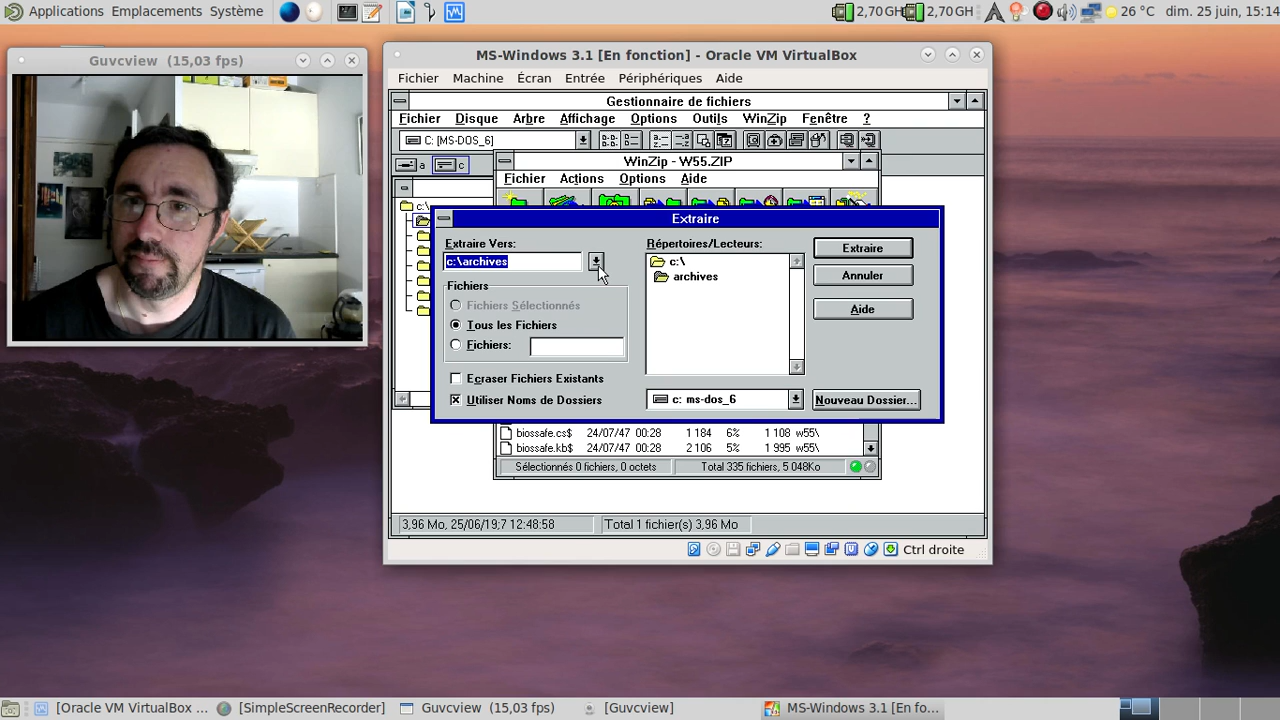 Applications Emplacements Système
2,70 GH 2,70 GH 26 °C dim. 25 juin, 15:14
Guvcview (15,03 fps)
MS-Windows 3.1 [En fonction] - Oracle VM VirtualBox
Fichier Machine Écran Entrée Périphériques Aide
Gestionnaire de fichiers
Fichier Disque Arbre Affichage Options Outils WinZip Fenêtre ?
C: [MS-DOS_6]
a c
WinZip - W55.ZIP
Fichier Actions Options Aide
c:\
Extraire
Extraire Vers:
c:\archives
Fichiers
Fichiers Sélectionnés
Tous les Fichiers
Fichiers:
Ecraser Fichiers Existants
Utiliser Noms de Dossiers
Répertoires/Lecteurs:
c:\
archives
c: ms-dos_6
Extraire
Annuler
Aide
Nouveau Dossier...
biossafe.cs$ 24/07/47 00:28 1 184 6% 1 108 w55\
biossafe.kb$ 24/07/47 00:28 2 106 5% 1 995 w55\
Sélectionnés 0 fichiers, 0 octets Total 335 fichiers, 5 048Ko
3,96 Mo, 25/06/19;7 12:48:58 Total 1 fichier(s) 3,96 Mo
Ctrl droite
[Oracle VM VirtualBox ... [SimpleScreenRecorder] Guvcview (15,03 fps) [Guvcview] MS-Windows 3.1 [En fo...